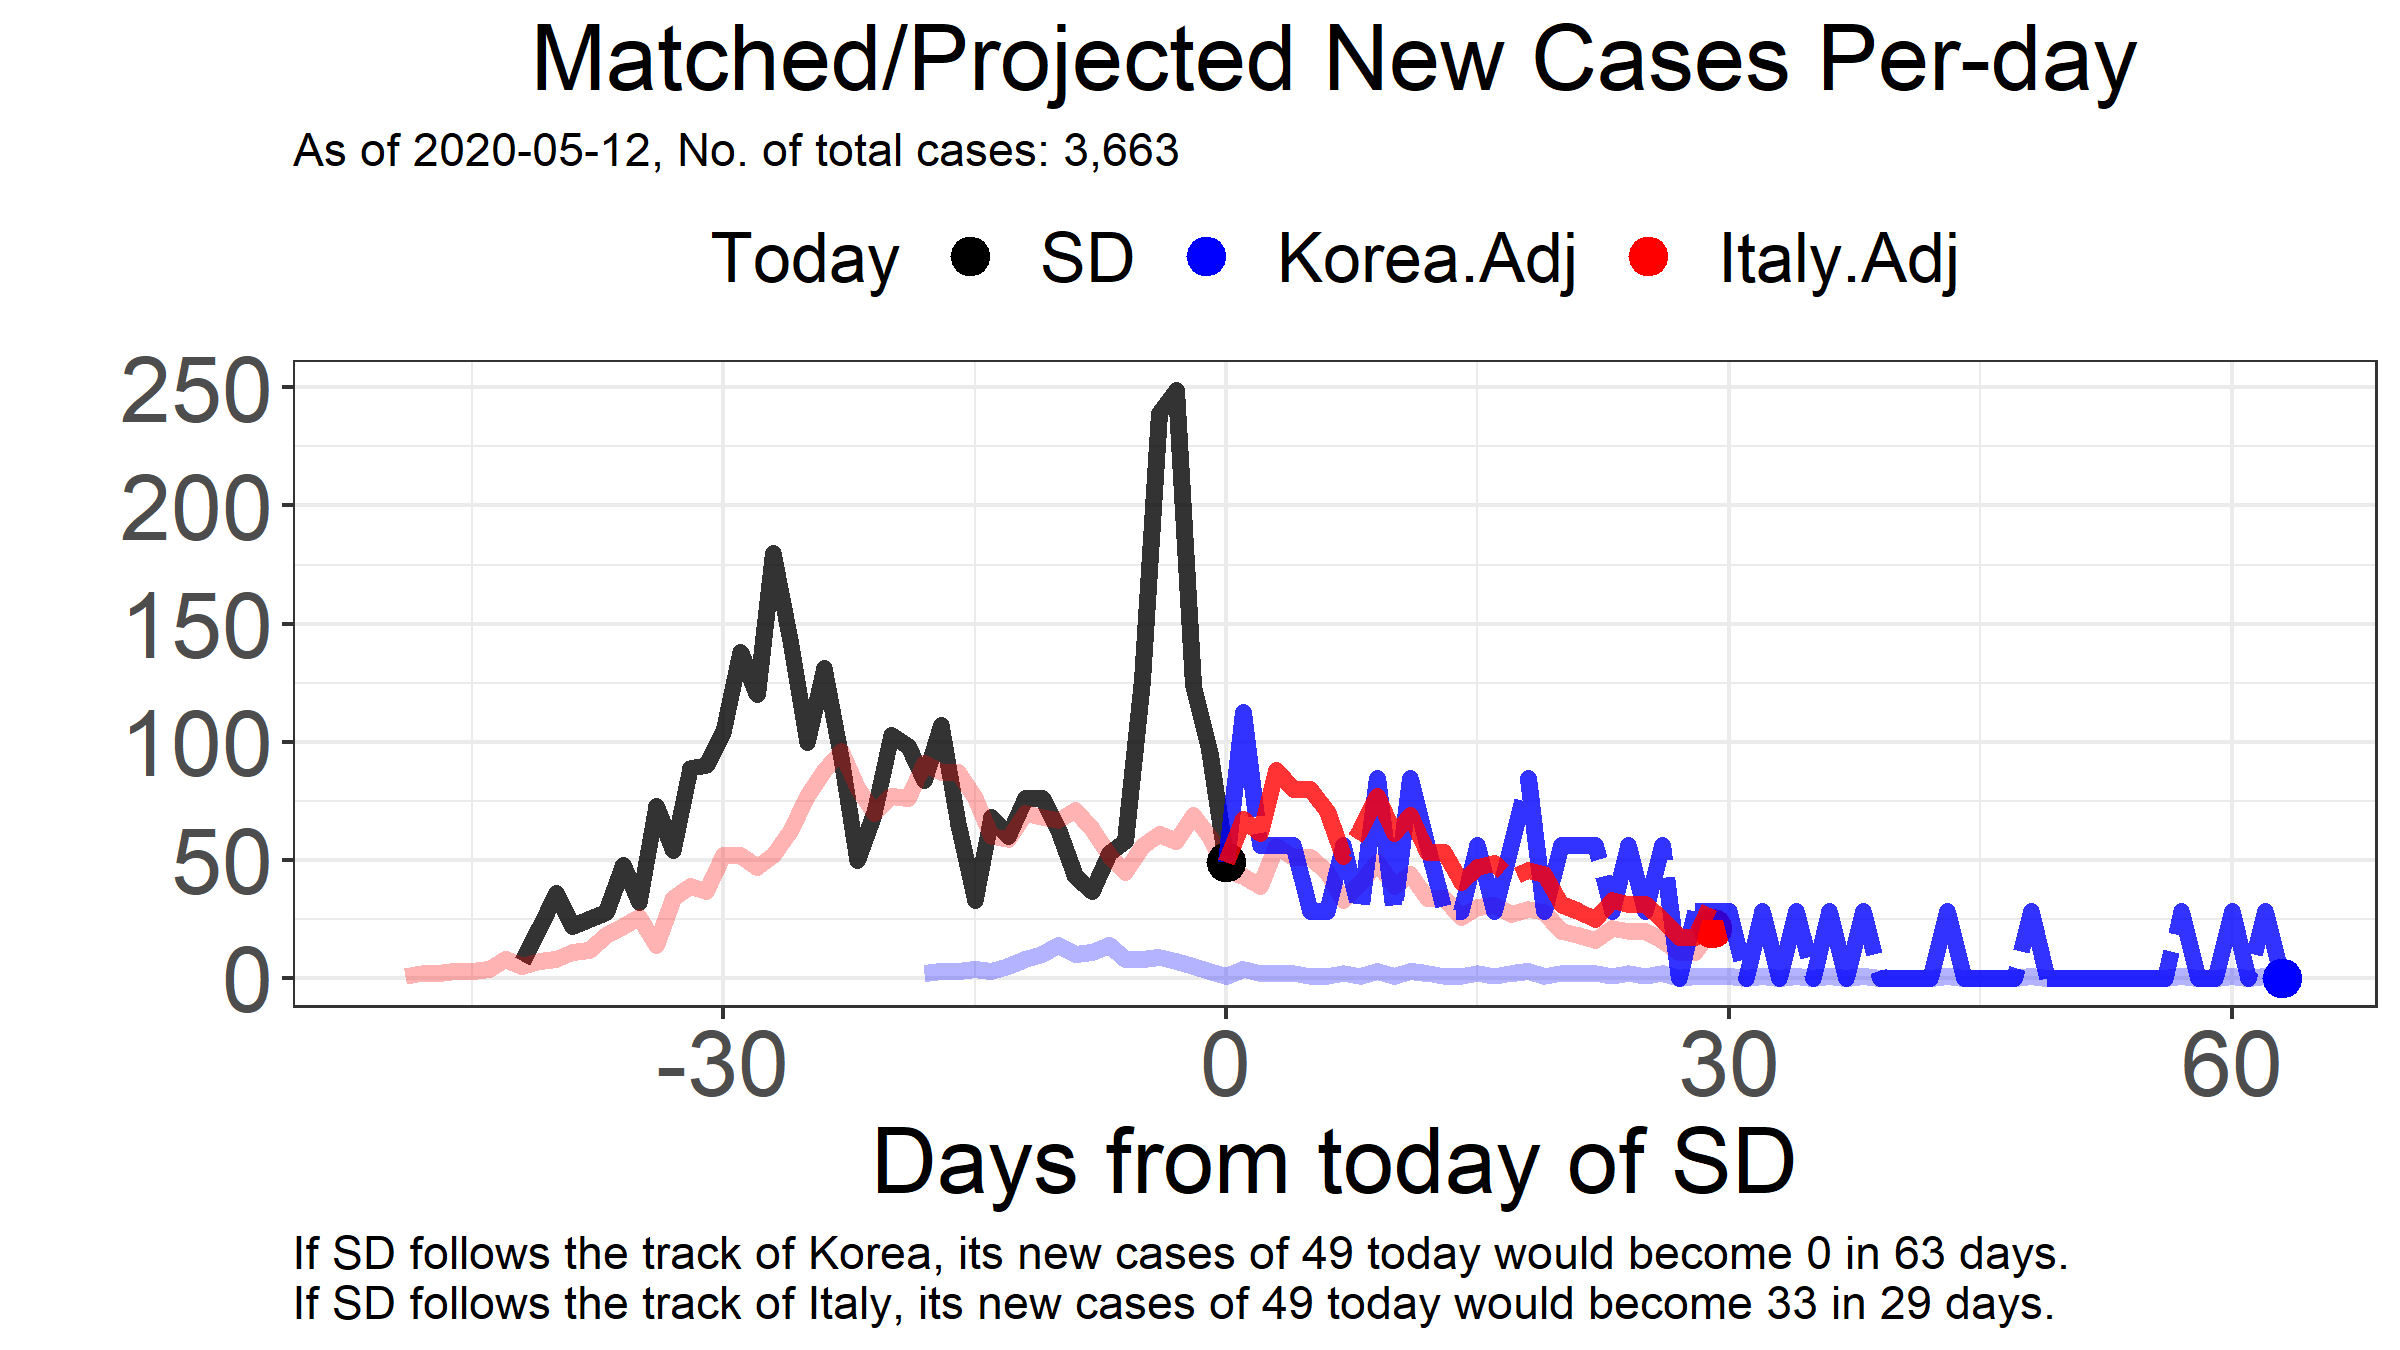 Matched/Projected New Cases Per-day
As of 2020-05-12, No. of total cases: 3,663
Today SD Korea.Adj Italy.Adj
250
200
150
100
50
0
-30 0 30 60
Days from today of SD
If SD follows the track of Korea, its new cases of 49 today would become 0 in 63 days.
If SD follows the track of Italy, its new cases of 49 today would become 33 in 29 days.